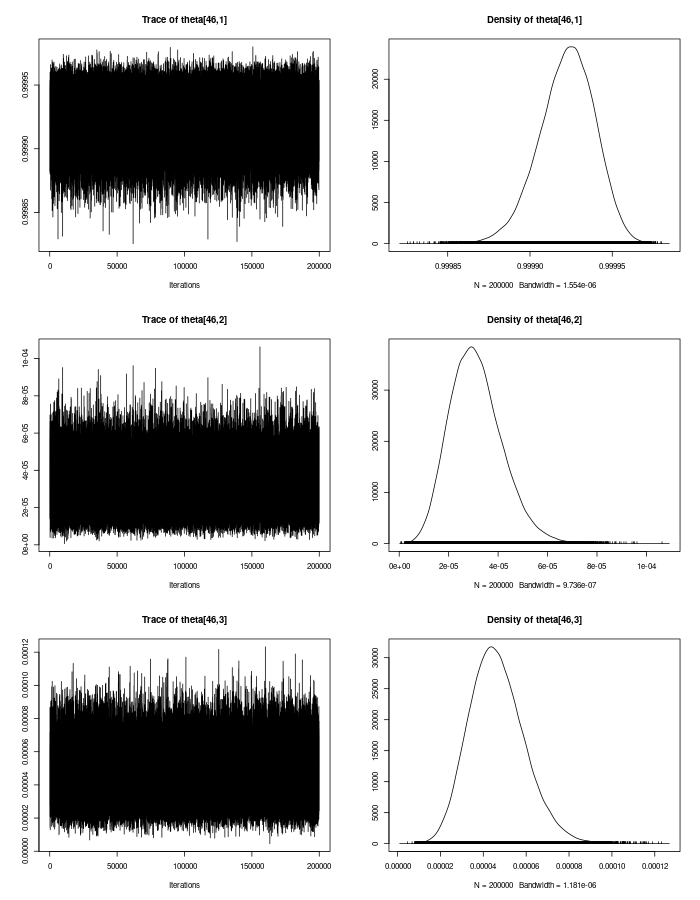 Trace of theta[46,1]
0.99985 0.99990 0.99995
0 50000 100000 150000 200000
Iterations
Density of theta[46,1]
0 5000 10000 15000 20000
0.99985 0.99990 0.99995
N = 200000 Bandwidth = 1.554e-06
Trace of theta[46,2]
0e+00 2e-05 4e-05 6e-05 8e-05 1e-04
0 50000 100000 150000 200000
Iterations
Density of theta[46,2]
0 10000 20000 30000
0e+00 2e-05 4e-05 6e-05 8e-05 1e-04
N = 200000 Bandwidth = 9.736e-07
Trace of theta[46,3]
0.00000 0.00002 0.00004 0.00006 0.00008 0.00010 0.00012
0 50000 100000 150000 200000
Iterations
Density of theta[46,3]
0 5000 10000 15000 20000 25000 30000
0.00000 0.00002 0.00004 0.00006 0.00008 0.00010 0.00012
N = 200000 Bandwidth = 1.181e-06